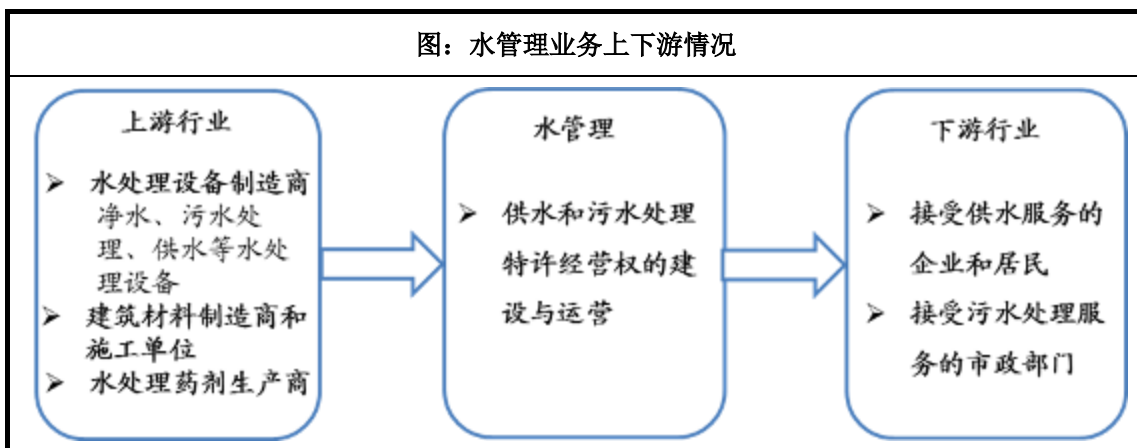 图：水管理业务上下游情况
上游行业
➢ 水处理设备制造商
净水、污水处
理、供水等水处
理设备
➢ 建筑材料制造商和
施工单位
➢ 水处理药剂生产商
水管理
➢ 供水和污水处理
特许经营权的建
设与运营
下游行业
➢ 接受供水服务的
企业和居民
➢ 接受污水处理服
务的市政部门